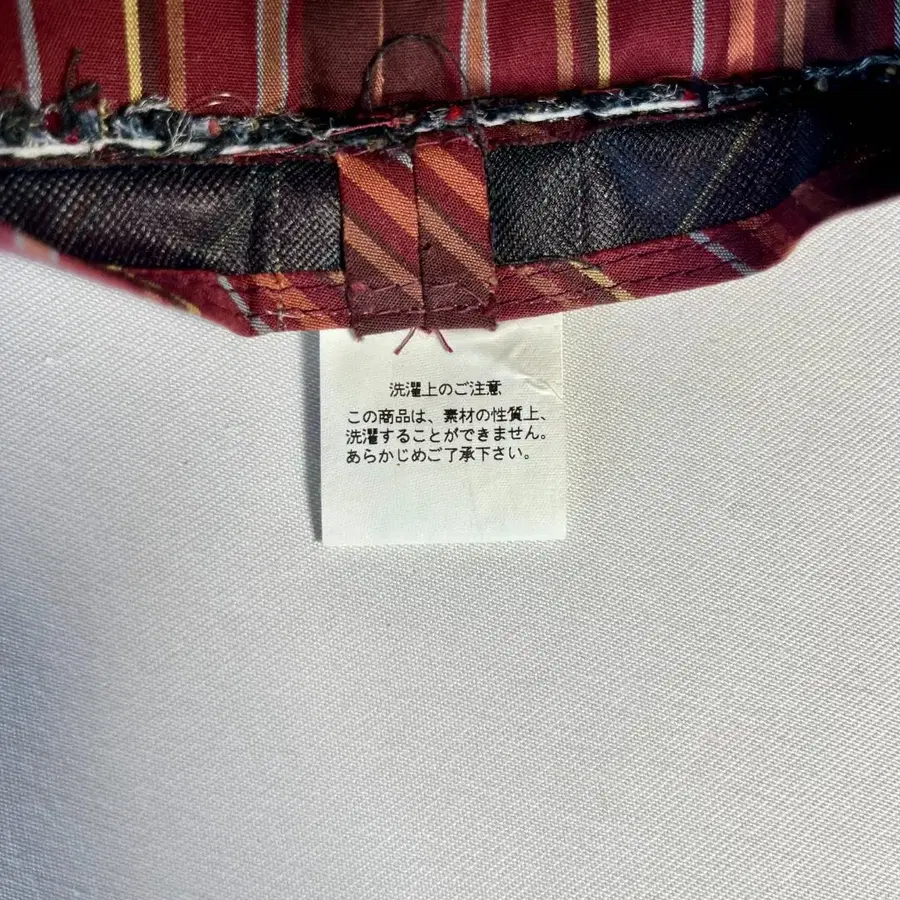 洗濯上のご注意
この商品は、素材の性質上、
洗濯することができません。
あらかじめご了承下さい。